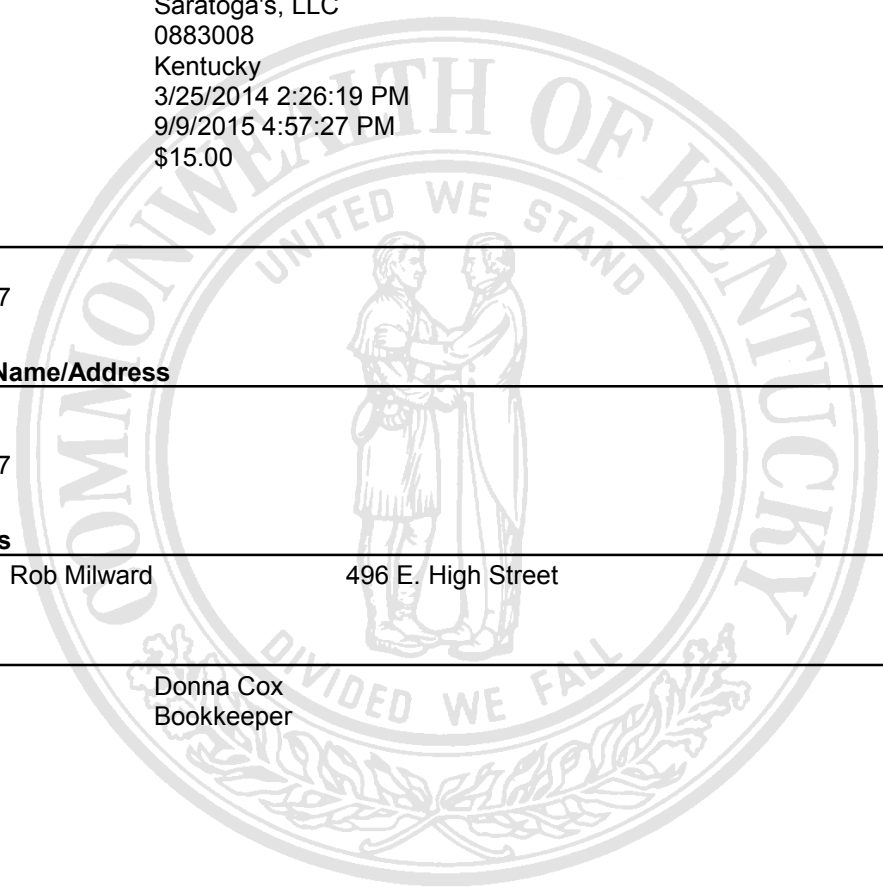 Saratoga's, LLC
0883008
Kentucky
3/25/2014 2:26:19 PM
9/9/2015 4:57:27 PM
$15.00
7
Name/Address
7
s
Rob Milward 496 E. High Street
Donna Cox
Bookkeeper
COMMONWEALTH OF KENTUCKY
UNITED WE STAND
DIVIDED WE FALL